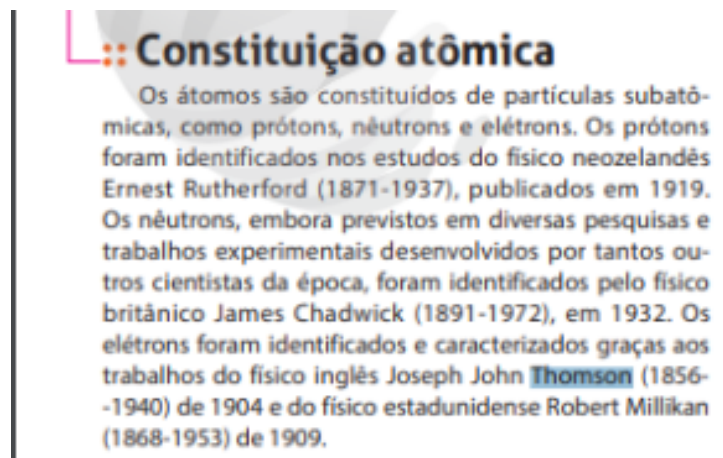 :: Constituição atômica
Os átomos são constituídos de partículas subatô-
micas, como prótons, nêutrons e elétrons. Os prótons
foram identificados nos estudos do físico neozelandês
Ernest Rutherford (1871-1937), publicados em 1919.
Os nêutrons, embora previstos em diversas pesquisas e
trabalhos experimentais desenvolvidos por tantos ou-
tros cientistas da época, foram identificados pelo físico
britânico James Chadwick (1891-1972), em 1932. Os
elétrons foram identificados e caracterizados graças aos
trabalhos do físico inglês Joseph John Thomson (1856-
-1940) de 1904 e do físico estadunidense Robert Millikan
(1868-1953) de 1909.